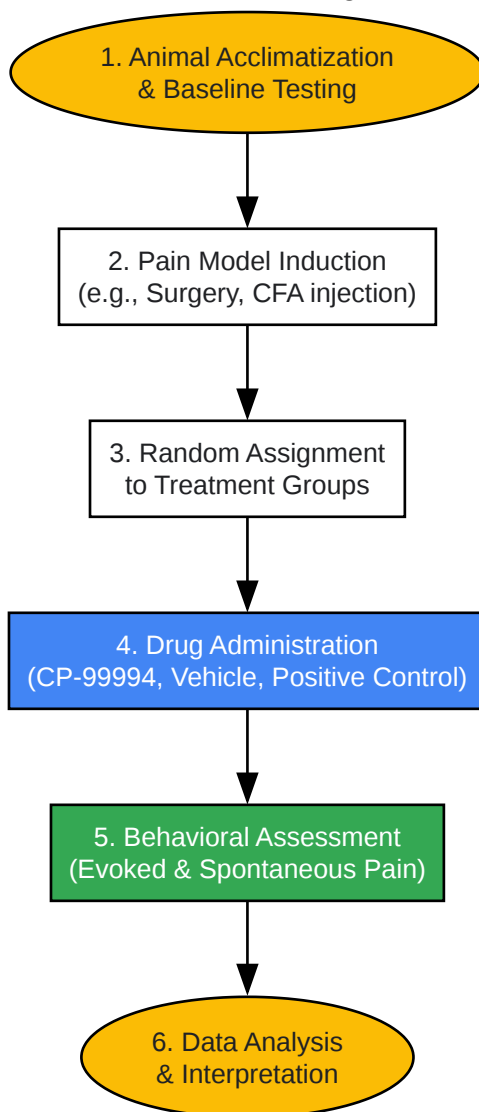 1. Animal Acclimatization
& Baseline Testing
2. Pain Model Induction
(e.g., Surgery, CFA injection)
3. Random Assignment
to Treatment Groups
4. Drug Administration
(CP-99994, Vehicle, Positive Control)
5. Behavioral Assessment
(Evoked & Spontaneous Pain)
6. Data Analysis
& Interpretation